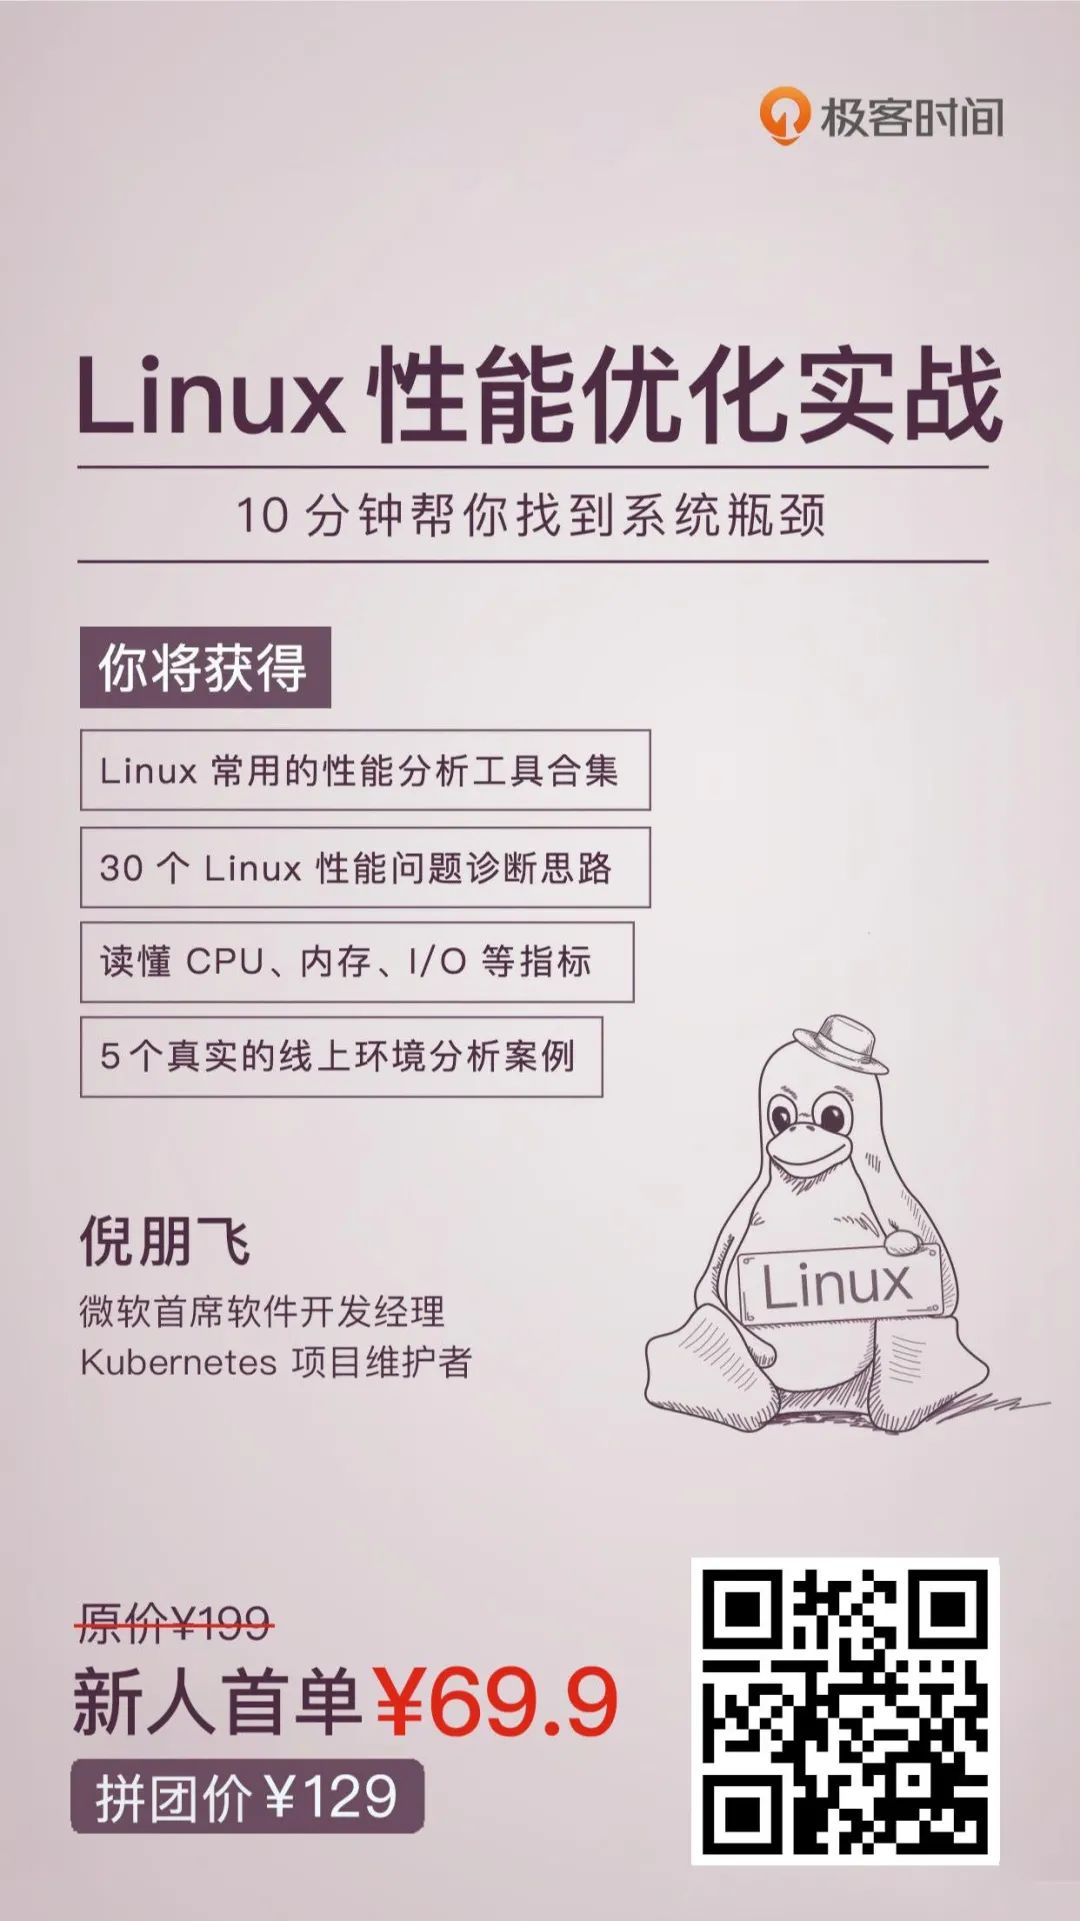 极客时间
Linux 性能优化实战
10 分钟帮你找到系统瓶颈
你将获得
Linux 常用的性能分析工具合集
30 个 Linux 性能问题诊断思路
读懂 CPU、内存、I/O 等指标
5个真实的线上环境分析案例
倪朋飞
微软首席软件开发经理
Kubernetes 项目维护者
Linux
原价¥199
新人首单¥69.9
拼团价¥129